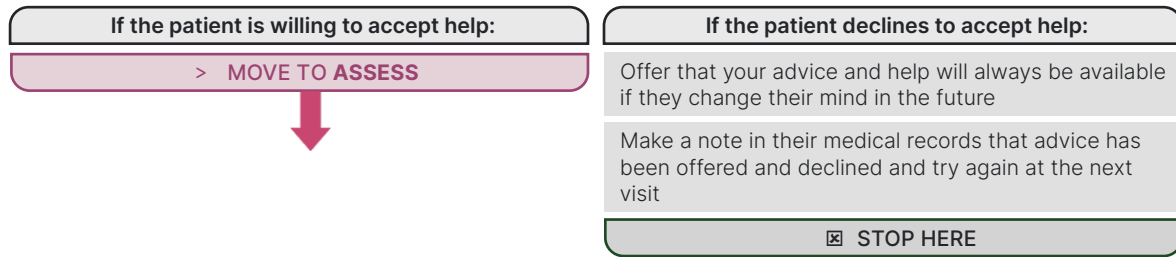 If the patient is willing to accept help:
> MOVE TO ASSESS
If the patient declines to accept help:
Offer that your advice and help will always be available
if they change their mind in the future
Make a note in their medical records that advice has
been offered and declined and try again at the next
visit
☒ STOP HERE